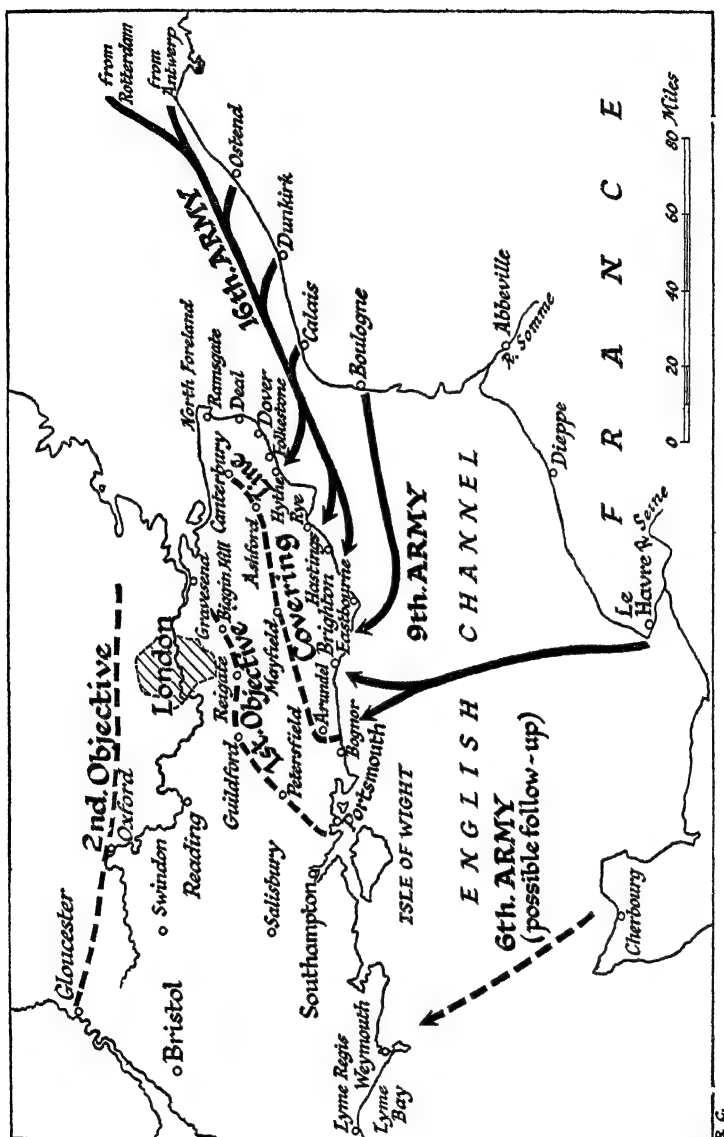 Gloucester
2nd. Objective
Oxford
Swindon
Bristol
Reading
London
Gravesend
Biggin Hill
Reigate
Guildford
1st. Objective
Canterbury
Ashford
Mayfield
Petersfield
Covering Line
North Foreland
Ramsgate
Deal
Dover
Folkestone
Hythe
Rye
Hastings
Eastbourne
Brighton
Arundel
Bognor
Portsmouth
Southampton
Salisbury
ISLE OF WIGHT
Lyme Regis
Weymouth
Lyme
Bay
from
Rotterdam
from
Antwerp
16th. ARMY
Ostend
Dunkirk
Calais
Boulogne
9th. ARMY
ENGLISH CHANNEL
6th. ARMY
(possible follow-up)
Cherbourg
Le
Havre
R. Seine
Dieppe
Abbeville
R. Somme
FRANCE
0 20 40 60 80 Miles